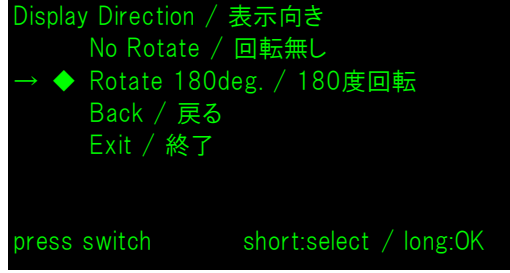 Display Direction / 表示向き
No Rotate / 回転無し
→ ◆ Rotate 180deg. / 180度回転
Back / 戻る
Exit / 終了
press switch short:select / long:OK